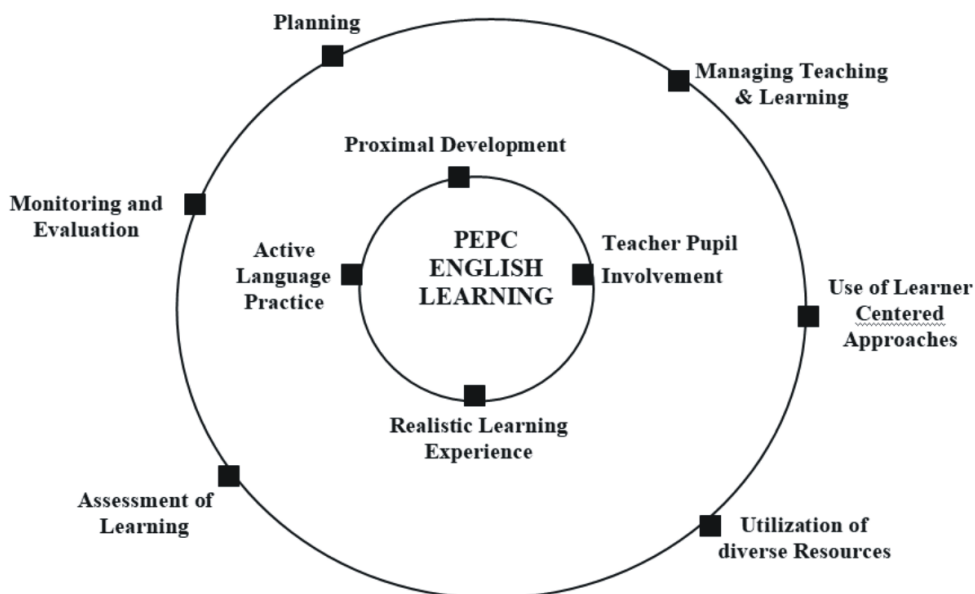 Planning
Managing Teaching
& Learning
Proximal Development
Monitoring and
Evaluation
Active
Language
Practice
PEPC
ENGLISH
LEARNING
Teacher Pupil
Involvement
Use of Learner
Centered
Approaches
Realistic Learning
Experience
Assessment of
Learning
Utilization of
diverse Resources